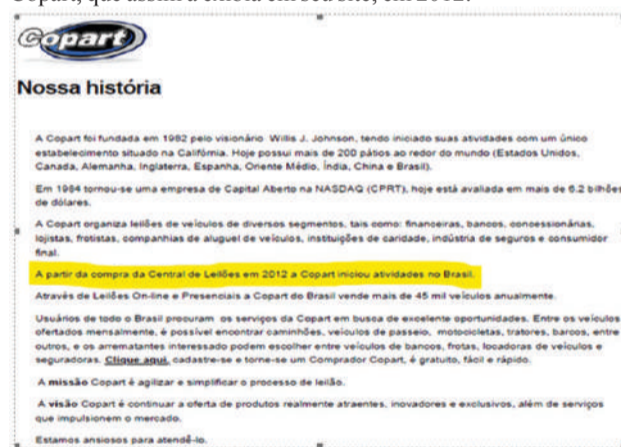 Copart, que assim a exibia em seu site, em 2012:
Copart
Nossa história
A Copart foi fundada em 1982 pelo visionário Willis J. Johnson, tendo iniciado suas atividades com um único
estabelecimento situado na Califórnia. Hoje possui mais de 200 pátios ao redor do mundo (Estados Unidos,
Canada, Alemanha, Inglaterra, Espanha, Oriente Médio, Índia, China e Brasil).
Em 1984 tornou-se uma empresa de Capital Aberto na NASDAQ (CPRT), hoje está avaliada em mais de 6.2 bilhões
de dólares.
A Copart organiza leilões de veículos de diversos segmentos, tais como: financeiras, bancos, concessionárias,
lojistas, frotistas, companhias de aluguel de veículos, instituições de caridade, indústria de seguros e consumidor
final.
A partir da compra da Central de Leilões em 2012 a Copart iniciou atividades no Brasil.
Através de Leilões On-line e Presenciais a Copart do Brasil vende mais de 45 mil veículos anualmente.
Usuários de todo o Brasil procuram os serviços da Copart em busca de excelente oportunidades. Entre os veículos
ofertados mensalmente, é possível encontrar caminhões, veículos de passeio, motocicletas, tratores, barcos, entre
outros, e os arrematantes interessado podem escolher entre veículos de bancos, frotas, locadoras de veículos e
seguradoras. Clique aqui, cadastre-se e torne-se um Comprador Copart, é gratuito, fácil e rápido.
A missão Copart é agilizar e simplificar o processo de leilão.
A visão Copart é continuar a oferta de produtos realmente atraentes, inovadores e exclusivos, além de serviços
que impulsionem o mercado.
Estamos ansiosos para atendê-lo.